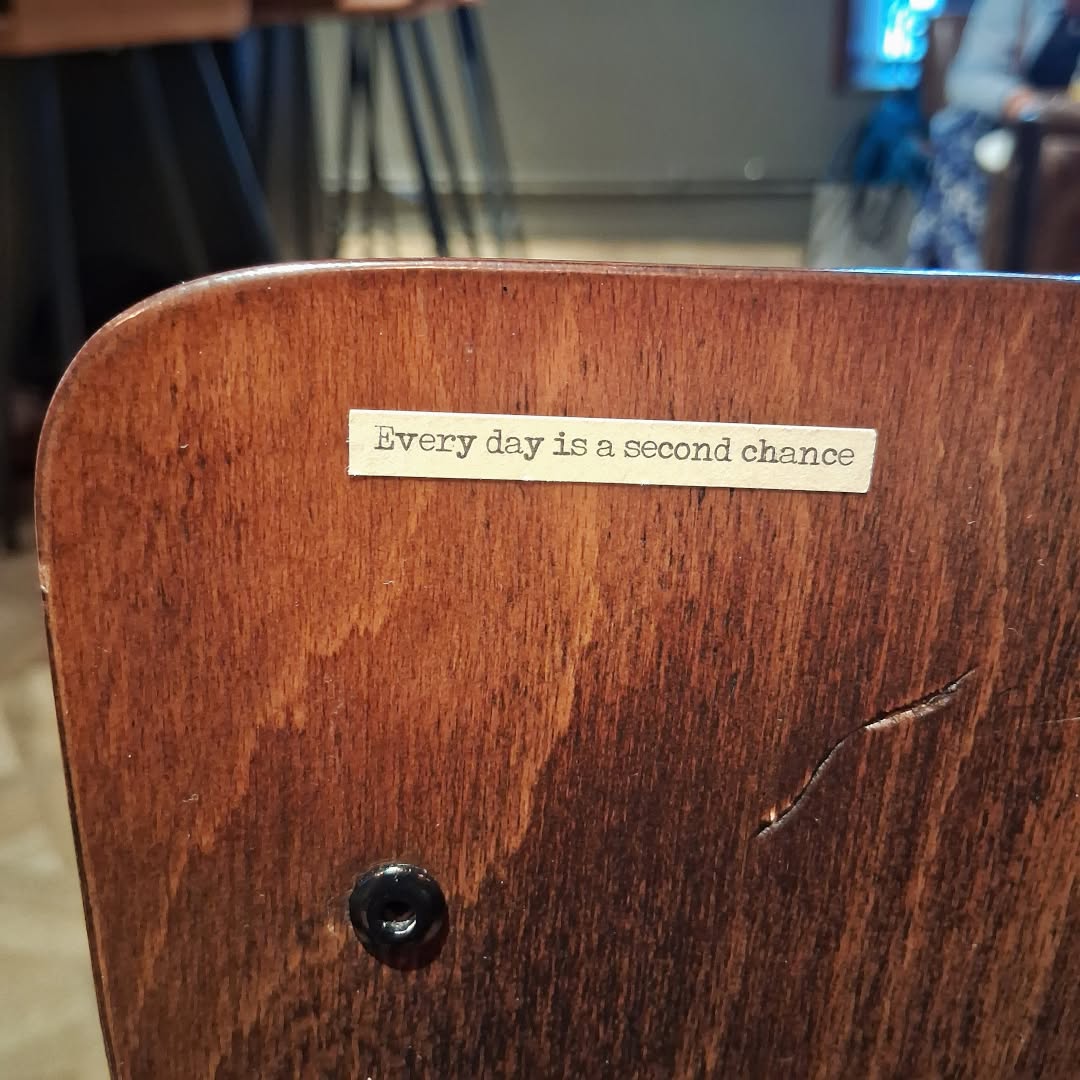 Every day is a second chance